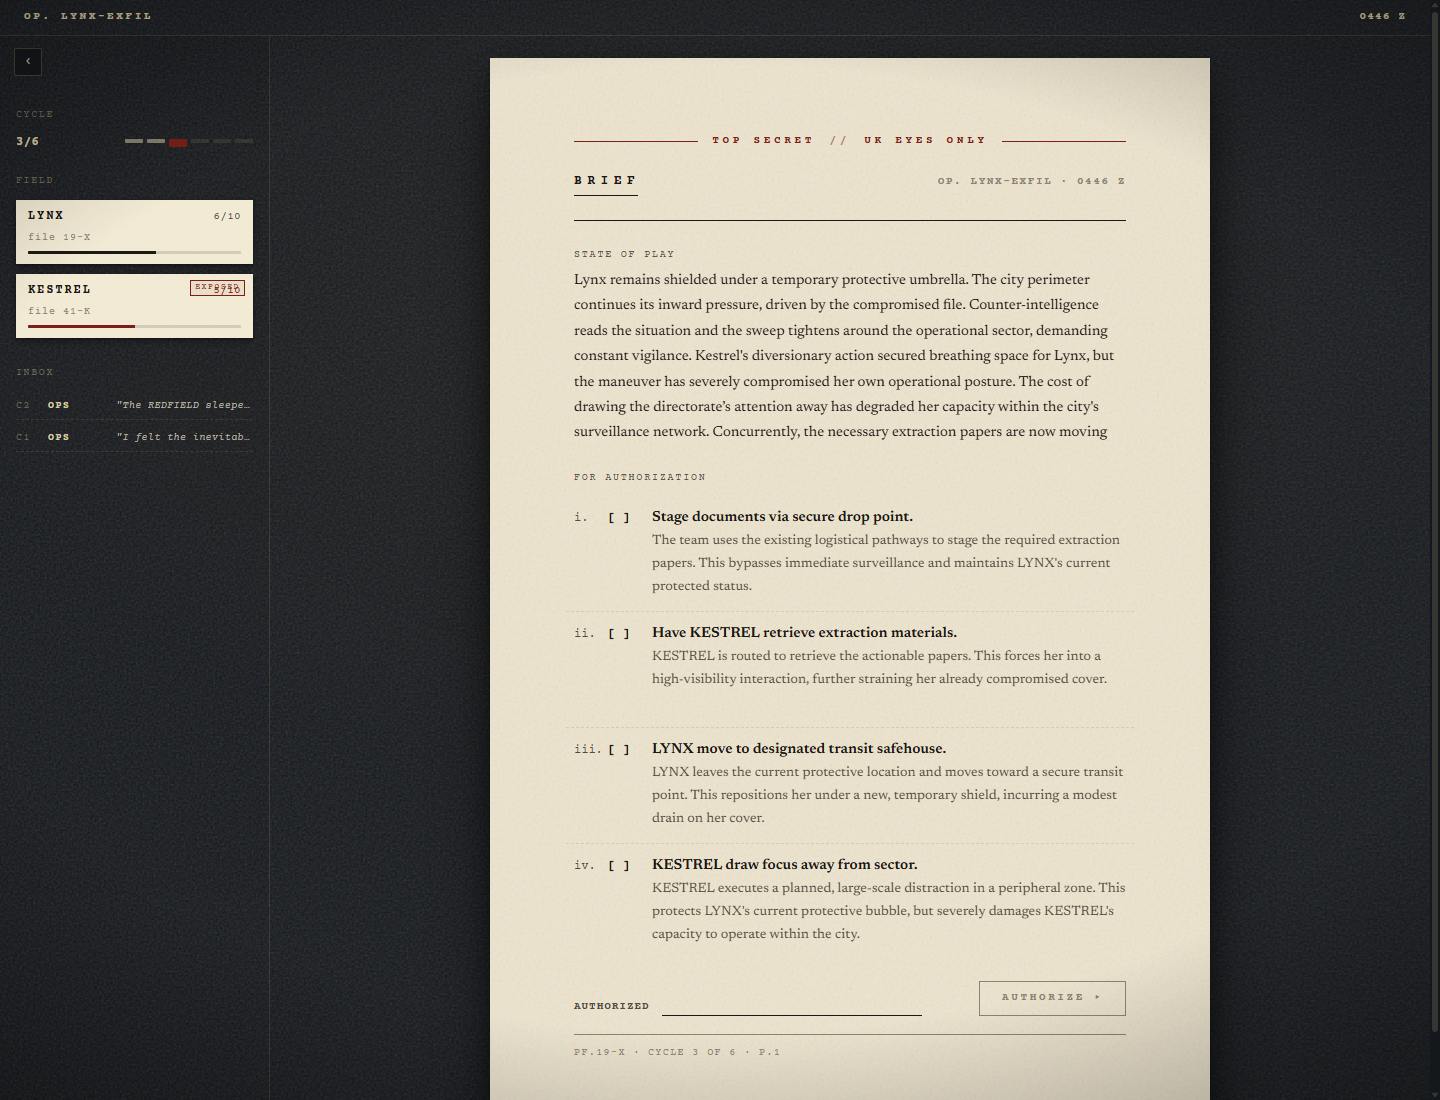 OP. LYNX-EXFIL
0446 Z
‹
CYCLE
3/6
FIELD
LYNX
6/10
file 19-X
KESTREL
EXPOSED
5/10
file 41-K
INBOX
C2 OPS "The REDFIELD sleepe…
C1 OPS "I felt the inevitab…
TOP SECRET // UK EYES ONLY
BRIEF
OP. LYNX-EXFIL · 0446 Z
STATE OF PLAY
Lynx remains shielded under a temporary protective umbrella. The city perimeter
continues its inward pressure, driven by the compromised file. Counter-intelligence
reads the situation and the sweep tightens around the operational sector, demanding
constant vigilance. Kestrel's diversionary action secured breathing space for Lynx, but
the maneuver has severely compromised her own operational posture. The cost of
drawing the directorate’s attention away has degraded her capacity within the city's
surveillance network. Concurrently, the necessary extraction papers are now moving
FOR AUTHORIZATION
i. [ ] Stage documents via secure drop point.
The team uses the existing logistical pathways to stage the required extraction
papers. This bypasses immediate surveillance and maintains LYNX's current
protected status.
ii. [ ] Have KESTREL retrieve extraction materials.
KESTREL is routed to retrieve the actionable papers. This forces her into a
high-visibility interaction, further straining her already compromised cover.
iii. [ ] LYNX move to designated transit safehouse.
LYNX leaves the current protective location and moves toward a secure transit
point. This repositions her under a new, temporary shield, incurring a modest
drain on her cover.
iv. [ ] KESTREL draw focus away from sector.
KESTREL executes a planned, large-scale distraction in a peripheral zone. This
protects LYNX's current protective bubble, but severely damages KESTREL's
capacity to operate within the city.
AUTHORIZED
AUTHORIZE ▸
PF.19-X · CYCLE 3 OF 6 · P.1